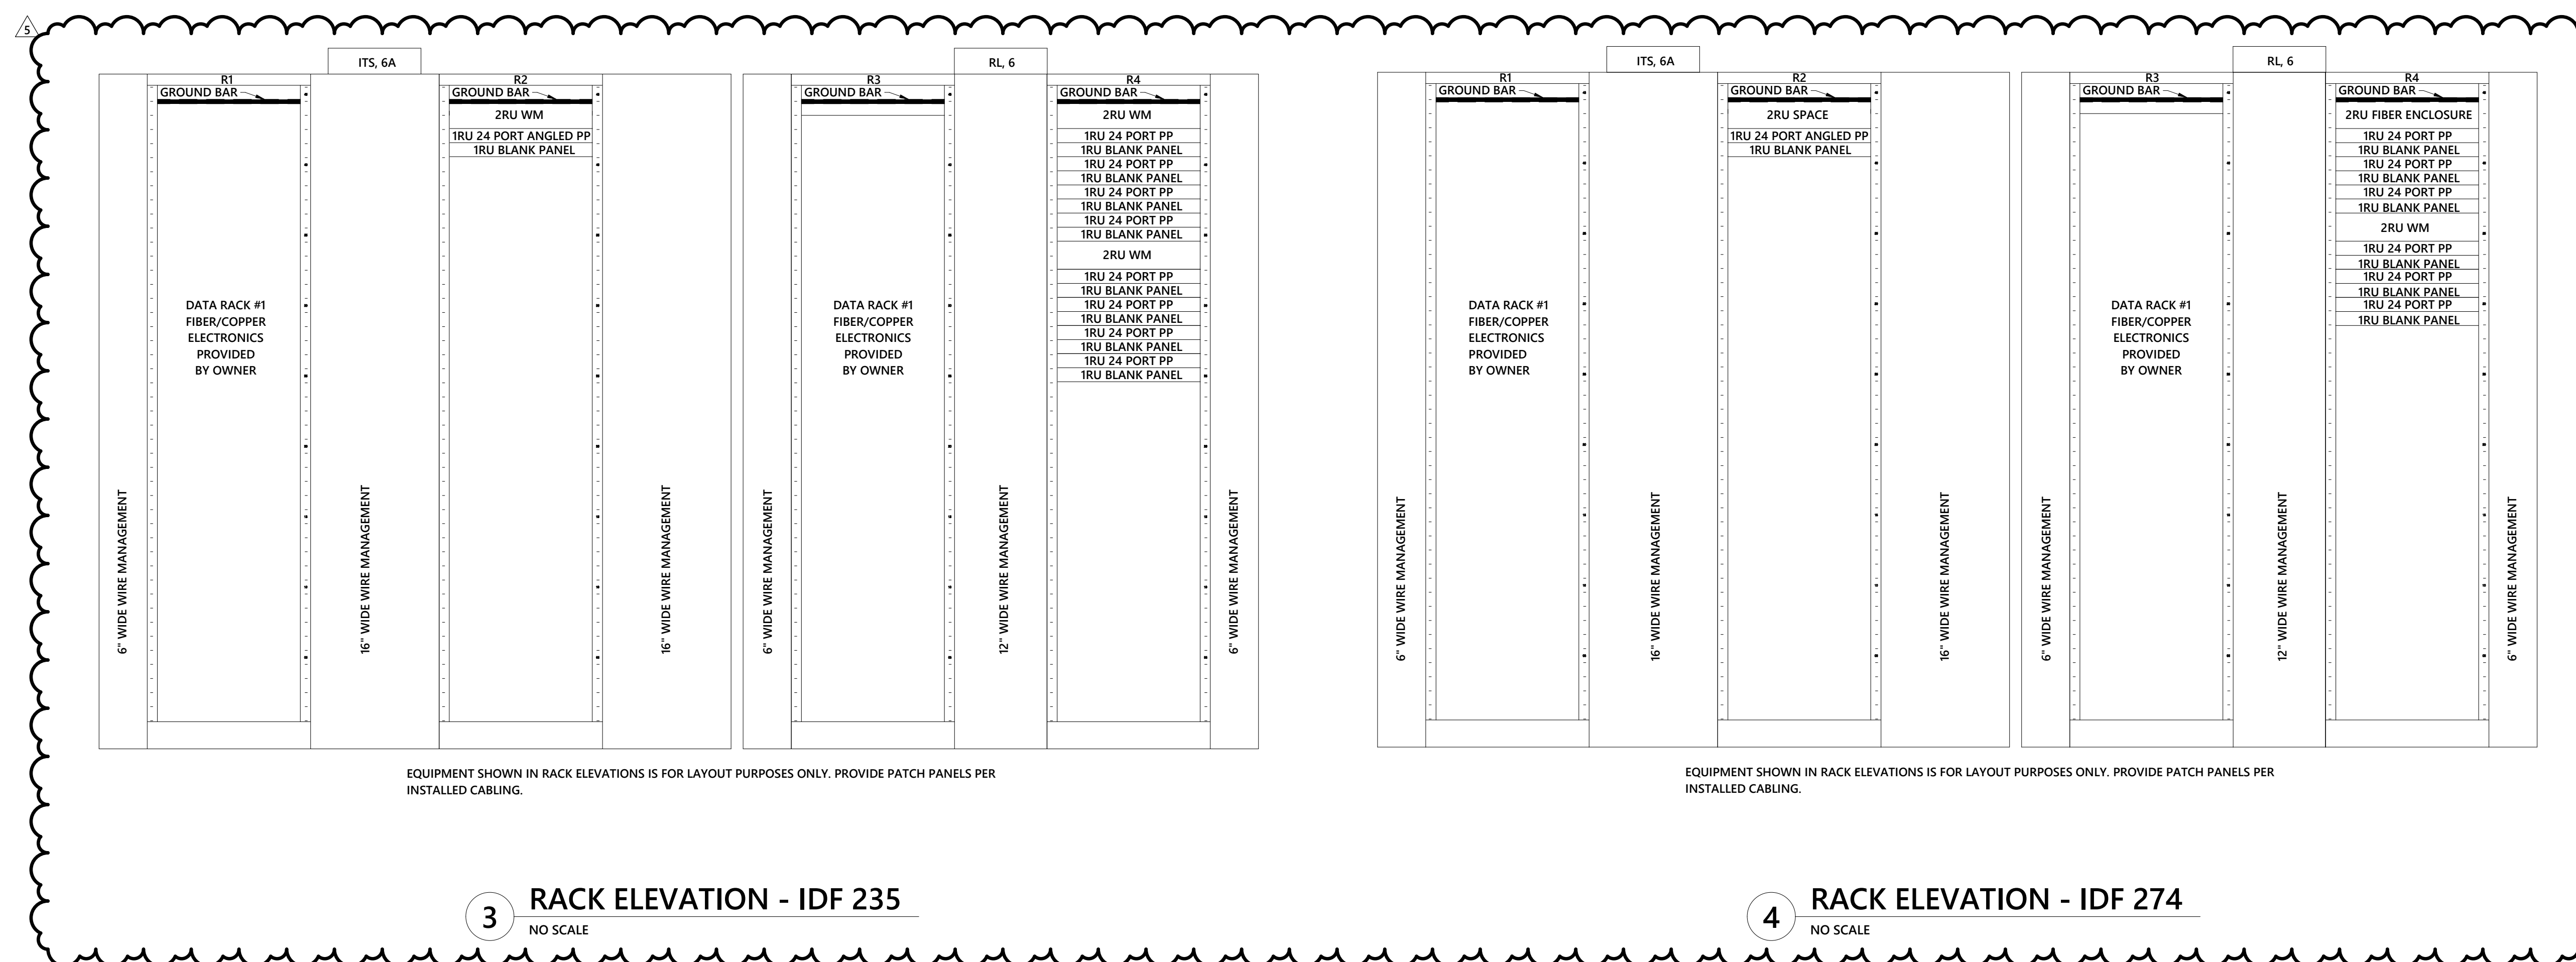 5
ITS, 6A
R1
GROUND BAR
DATA RACK #1
FIBER/COPPER
ELECTRONICS
PROVIDED
BY OWNER
6" WIDE WIRE MANAGEMENT
16" WIDE WIRE MANAGEMENT
R2
GROUND BAR
2RU WM
1RU 24 PORT ANGLED PP
1RU BLANK PANEL
16" WIDE WIRE MANAGEMENT
RL, 6
R3
GROUND BAR
DATA RACK #1
FIBER/COPPER
ELECTRONICS
PROVIDED
BY OWNER
6" WIDE WIRE MANAGEMENT
12" WIDE WIRE MANAGEMENT
R4
GROUND BAR
2RU WM
1RU 24 PORT PP
1RU BLANK PANEL
1RU 24 PORT PP
1RU BLANK PANEL
1RU 24 PORT PP
1RU BLANK PANEL
1RU 24 PORT PP
1RU BLANK PANEL
2RU WM
1RU 24 PORT PP
1RU BLANK PANEL
1RU 24 PORT PP
1RU BLANK PANEL
1RU 24 PORT PP
1RU BLANK PANEL
1RU 24 PORT PP
1RU BLANK PANEL
6" WIDE WIRE MANAGEMENT
EQUIPMENT SHOWN IN RACK ELEVATIONS IS FOR LAYOUT PURPOSES ONLY. PROVIDE PATCH PANELS PER
INSTALLED CABLING.
3
RACK ELEVATION - IDF 235
NO SCALE
ITS, 6A
R1
GROUND BAR
DATA RACK #1
FIBER/COPPER
ELECTRONICS
PROVIDED
BY OWNER
6" WIDE WIRE MANAGEMENT
16" WIDE WIRE MANAGEMENT
R2
GROUND BAR
2RU SPACE
1RU 24 PORT ANGLED PP
1RU BLANK PANEL
16" WIDE WIRE MANAGEMENT
RL, 6
R3
GROUND BAR
DATA RACK #1
FIBER/COPPER
ELECTRONICS
PROVIDED
BY OWNER
6" WIDE WIRE MANAGEMENT
12" WIDE WIRE MANAGEMENT
R4
GROUND BAR
2RU FIBER ENCLOSURE
1RU 24 PORT PP
1RU BLANK PANEL
1RU 24 PORT PP
1RU BLANK PANEL
1RU 24 PORT PP
1RU BLANK PANEL
2RU WM
1RU 24 PORT PP
1RU BLANK PANEL
1RU 24 PORT PP
1RU BLANK PANEL
1RU 24 PORT PP
1RU BLANK PANEL
6" WIDE WIRE MANAGEMENT
EQUIPMENT SHOWN IN RACK ELEVATIONS IS FOR LAYOUT PURPOSES ONLY. PROVIDE PATCH PANELS PER
INSTALLED CABLING.
4
RACK ELEVATION - IDF 274
NO SCALE